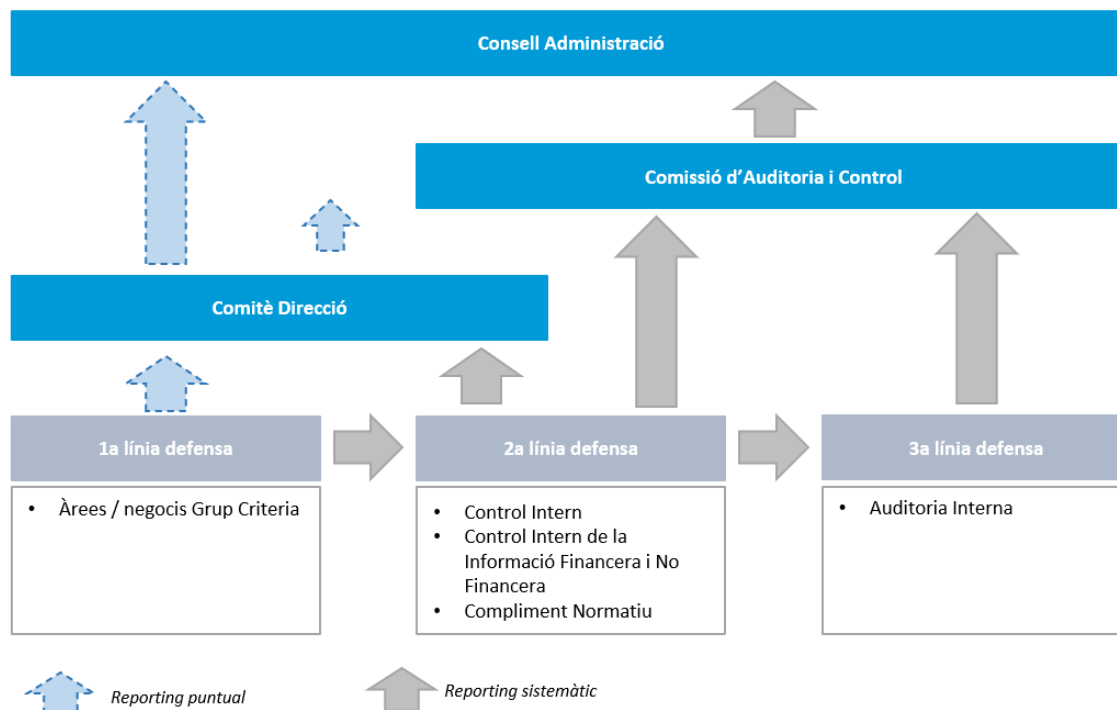 Consell Administració
Comissió d'Auditoria i Control
Comitè Direcció
1a línia defensa
2a línia defensa
3a línia defensa
• Àrees / negocis Grup Criteria
• Control Intern
• Control Intern de la
Informació Financera i No
Financera
• Compliment Normatiu
• Auditoria Interna
Reporting puntual
Reporting sistemàtic